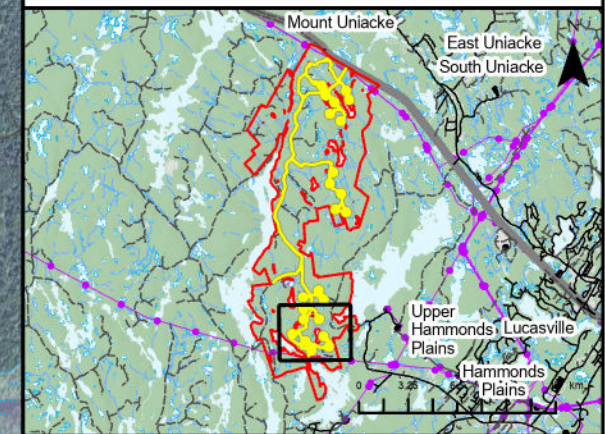 Mount Uniacke
East Uniacke
South Uniacke
Upper
Hammonds Lucasville
Plains
Hammonds
Plains
0 3.25 km